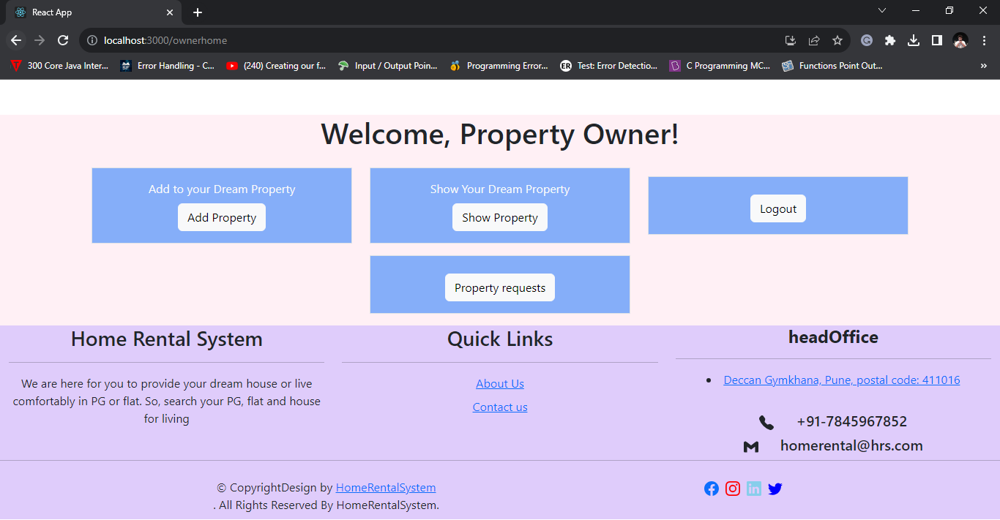 React App
localhost:3000/ownerhome
300 Core Java Inter...
Error Handling - C...
(240) Creating our f...
Input / Output Poin...
Programming Error...
ER
Test: Error Detectio...
C Programming MC...
Functions Point Out...
Welcome, Property Owner!
Add to your Dream Property
Add Property
Show Your Dream Property
Show Property
Logout
Property requests
Home Rental System
We are here for you to provide your dream house or live
comfortably in PG or flat. So, search your PG, flat and house
for living
Quick Links
About Us
Contact us
headOffice
Deccan Gymkhana, Pune, postal code: 411016
+91-7845967852
homerental@hrs.com
© CopyrightDesign by HomeRentalSystem
. All Rights Reserved By HomeRentalSystem.